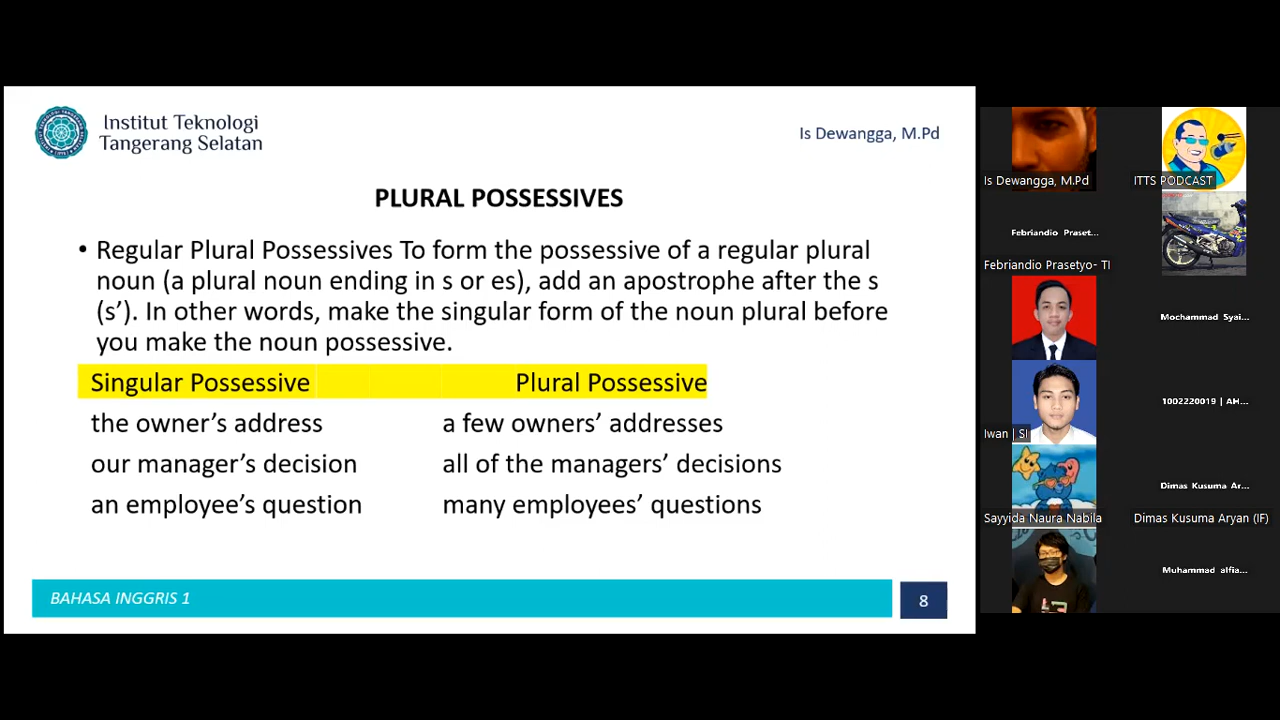 Institut Teknologi
Tangerang Selatan
Is Dewangga, M.Pd
PLURAL POSSESSIVES
• Regular Plural Possessives To form the possessive of a regular plural
noun (a plural noun ending in s or es), add an apostrophe after the s
(s’). In other words, make the singular form of the noun plural before
you make the noun possessive.
Singular Possessive Plural Possessive
the owner’s address a few owners’ addresses
our manager’s decision all of the managers’ decisions
an employee’s question many employees’ questions
BAHASA INGGRIS 1
8
Is Dewangga, M.Pd
ITTS PODCAST
Febriandio Praset...
Febriandio Prasetyo- TI
Mochammad Syai...
1002220019 | AH...
Iwan | SI
Dimas Kusuma Ar...
Sayyida Naura Nabila
Dimas Kusuma Aryan (IF)
Muhammad alfia...